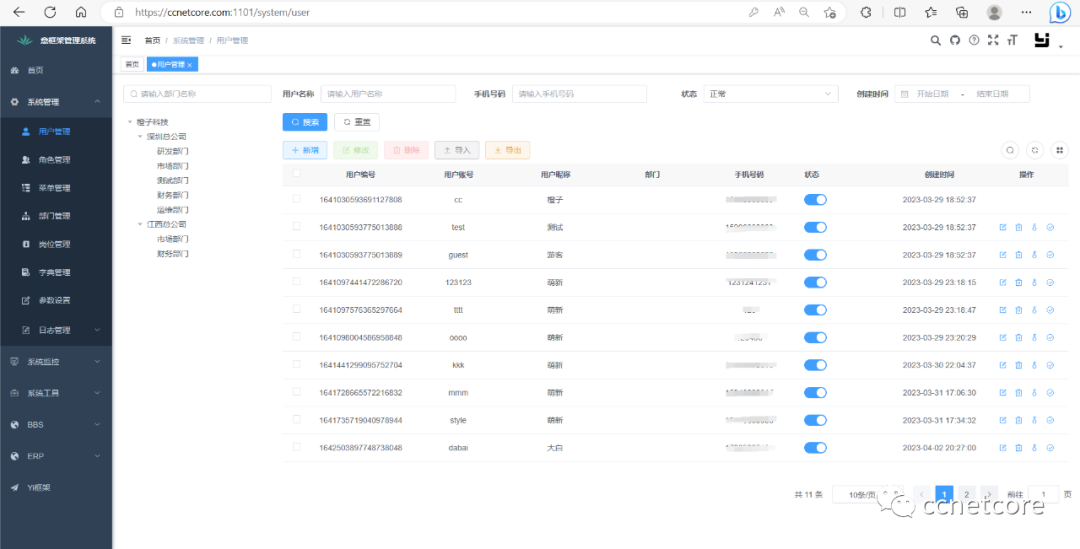 https://ccnetcore.com:1101/system/user
意框架管理系统
首页 / 系统管理 / 用户管理
首页
用户管理 ×
首页
系统管理
用户管理
角色管理
菜单管理
部门管理
岗位管理
字典管理
参数设置
日志管理
系统监控
系统工具
BBS
ERP
Yi框架
请输入部门名称
橙子科技
深圳总公司
研发部门
市场部门
测试部门
财务部门
运维部门
江西总公司
市场部门
财务部门
用户名称 请输入用户名称 手机号码 请输入手机号码 状态 正常 创建时间 开始日期 - 结束日期
搜索 重置
新增 修改 删除 导入 导出
用户编号 用户账号 用户昵称 部门 手机号码 状态 创建时间 操作
1641030593691127808 cc 橙子 2023-03-29 18:52:37
1641030593775013888 test 测试 2023-03-29 18:52:37
1641030593775013889 guest 游客 2023-03-29 18:52:37
1641097441472286720 123123 萌新 2023-03-29 23:18:15
1641097576365297664 tttt 萌新 2023-03-29 23:18:47
1641098004586958848 oooo 萌新 2023-03-29 23:20:29
1641441299095752704 kkk 萌新 2023-03-30 22:04:37
1641728665572216832 mmm 萌新 2023-03-31 17:06:30
1641735719040978944 style 萌新 2023-03-31 17:34:32
1642503897748738048 dabai 大白 2023-04-02 20:27:00
共 11 条 10条/页 1 2 前往 1 页
ccnetcore